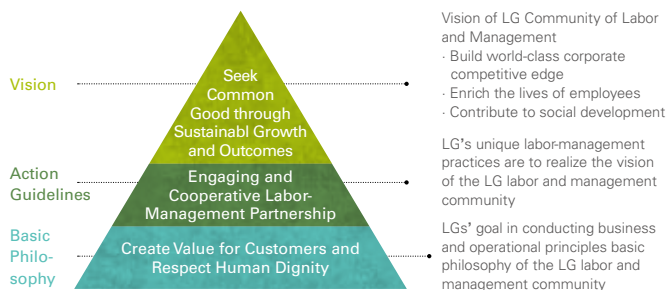 Vision
Seek
Common
Good through
Sustainabl Growth
and Outcomes
Vision of LG Community of Labor
and Management
· Build world-class corporate
competitive edge
· Enrich the lives of employees
· Contribute to social development
Action
Guidelines
Engaging and
Cooperative Labor-
Management Partnership
LG's unique labor-management
practices are to realize the vision
of the LG labor and management
community
Basic
Philo-
sophy
Create Value for Customers and
Respect Human Dignity
LGs' goal in conducting business
and operational principles basic
philosophy of the LG labor and
management community